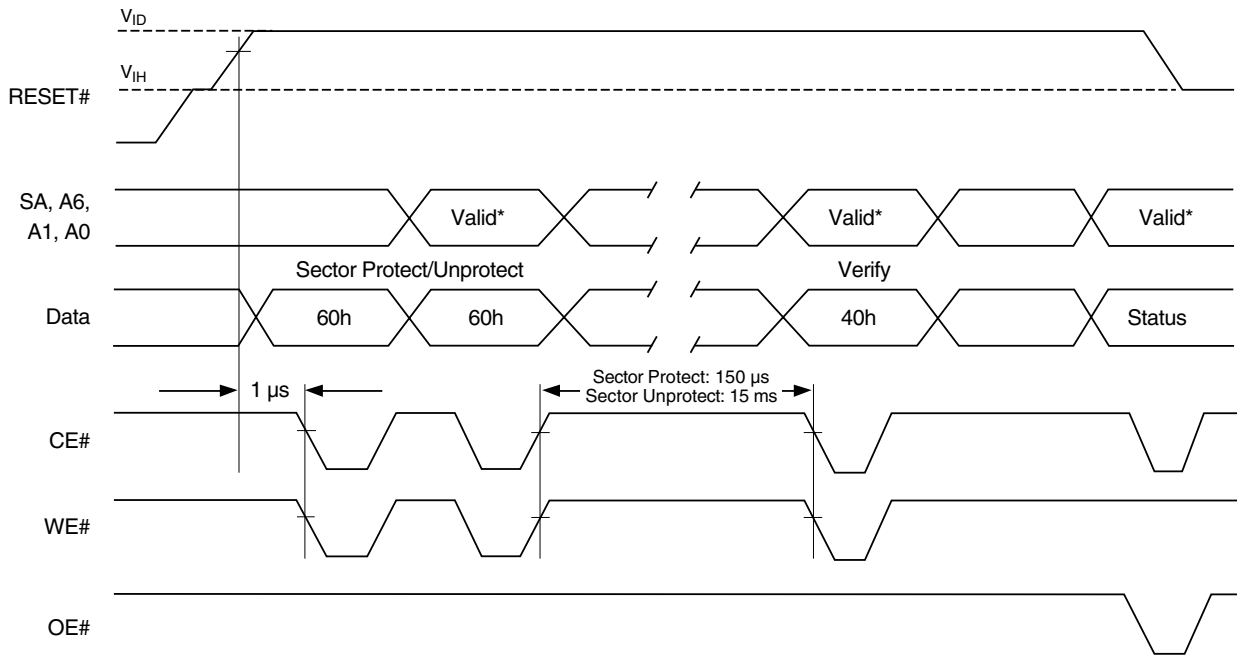 VID
VIH
RESET#
SA, A6,
A1, A0
Valid*
Valid*
Valid*
Sector Protect/Unprotect
Verify
Data
60h
60h
40h
Status
1 µs
Sector Protect: 150 µs
Sector Unprotect: 15 ms
CE#
WE#
OE#